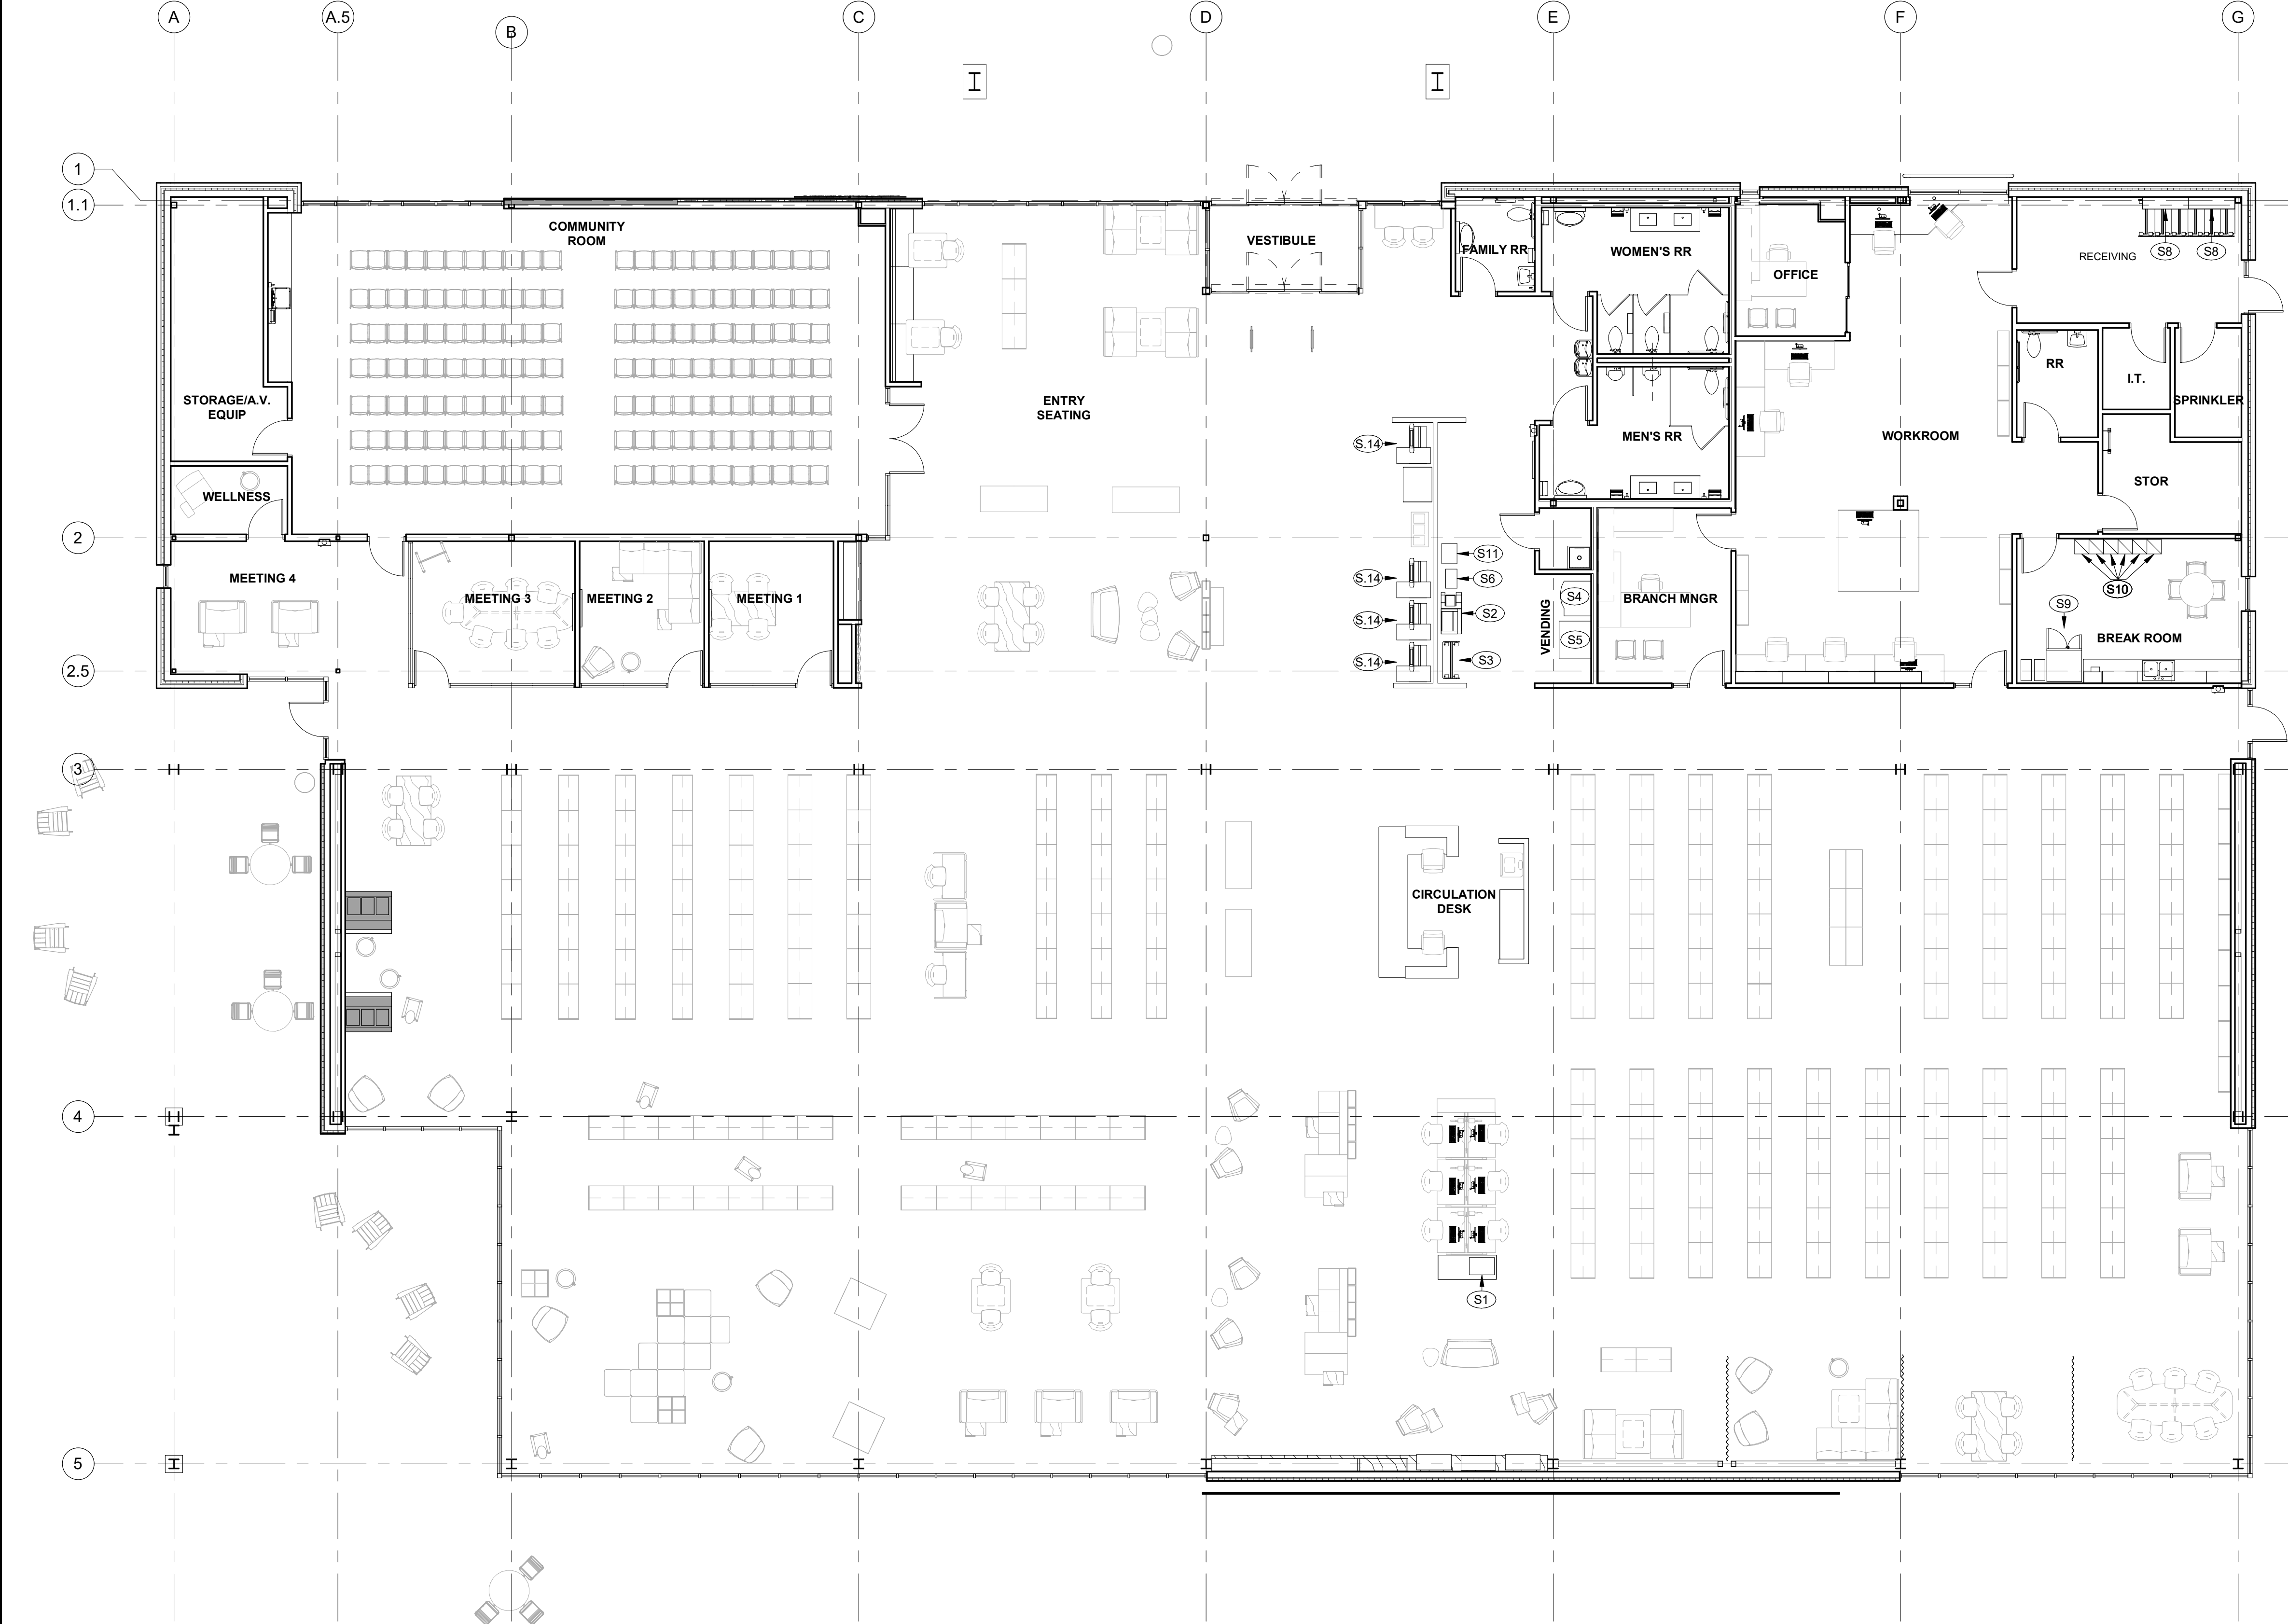 A
A.5
B
C
D
E
F
G
1
1.1
COMMUNITY
ROOM
VESTIBULE
FAMILY RR
WOMEN'S RR
OFFICE
RECEIVING
S8
S8
STORAGE/A.V.
EQUIP
ENTRY
SEATING
RR
I.T.
SPRINKLER
S.14
MEN'S RR
WORKROOM
WELLNESS
STOR
2
S11
MEETING 4
S.14
S6
S10
MEETING 3
MEETING 2
MEETING 1
S4
BRANCH MNGR
S9
S.14
S2
VENDING
S5
BREAK ROOM
2.5
S.14
S3
3
CIRCULATION
DESK
4
S1
5